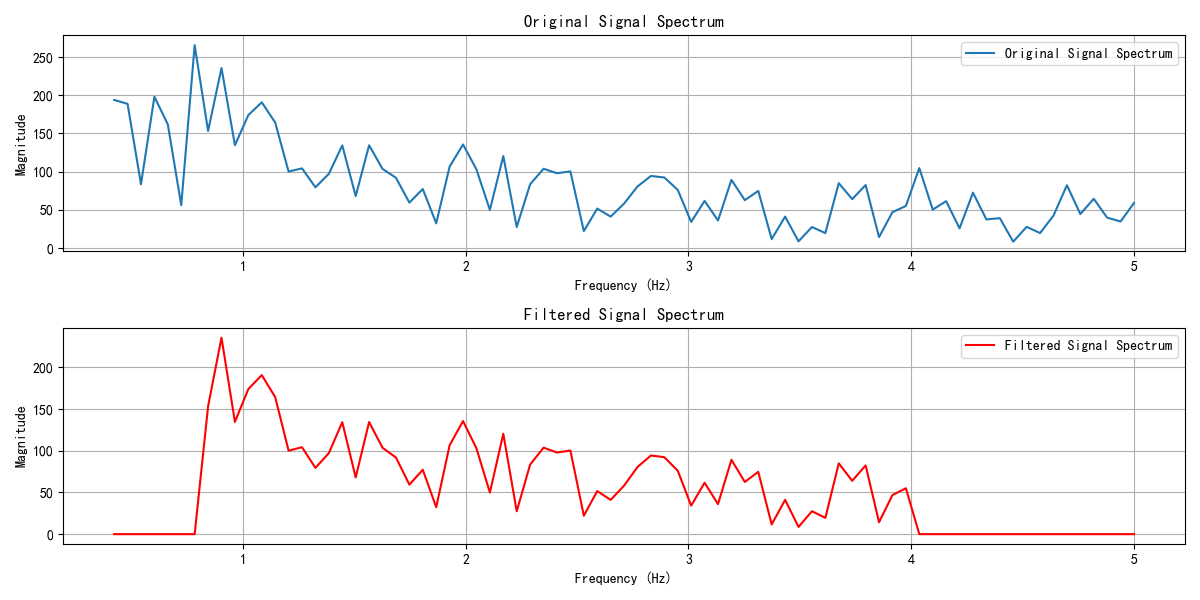 Original Signal Spectrum
Original Signal Spectrum
Magnitude
250
200
150
100
50
0
1 2 3 4 5
Frequency (Hz)
Filtered Signal Spectrum
Filtered Signal Spectrum
Magnitude
200
150
100
50
0
1 2 3 4 5
Frequency (Hz)